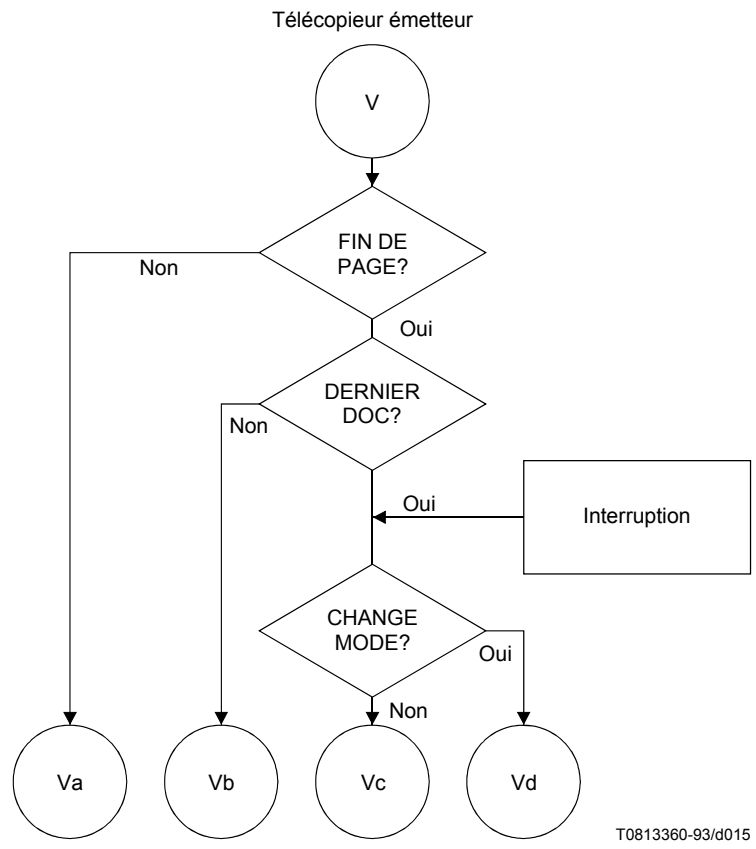 Télécopieur émetteur
V
FIN DE
PAGE?
Non
Oui
DERNIER
DOC?
Non
Oui
Interruption
CHANGE
MODE?
Oui
Non
Va
Vb
Vc
Vd
T0813360-93/d015